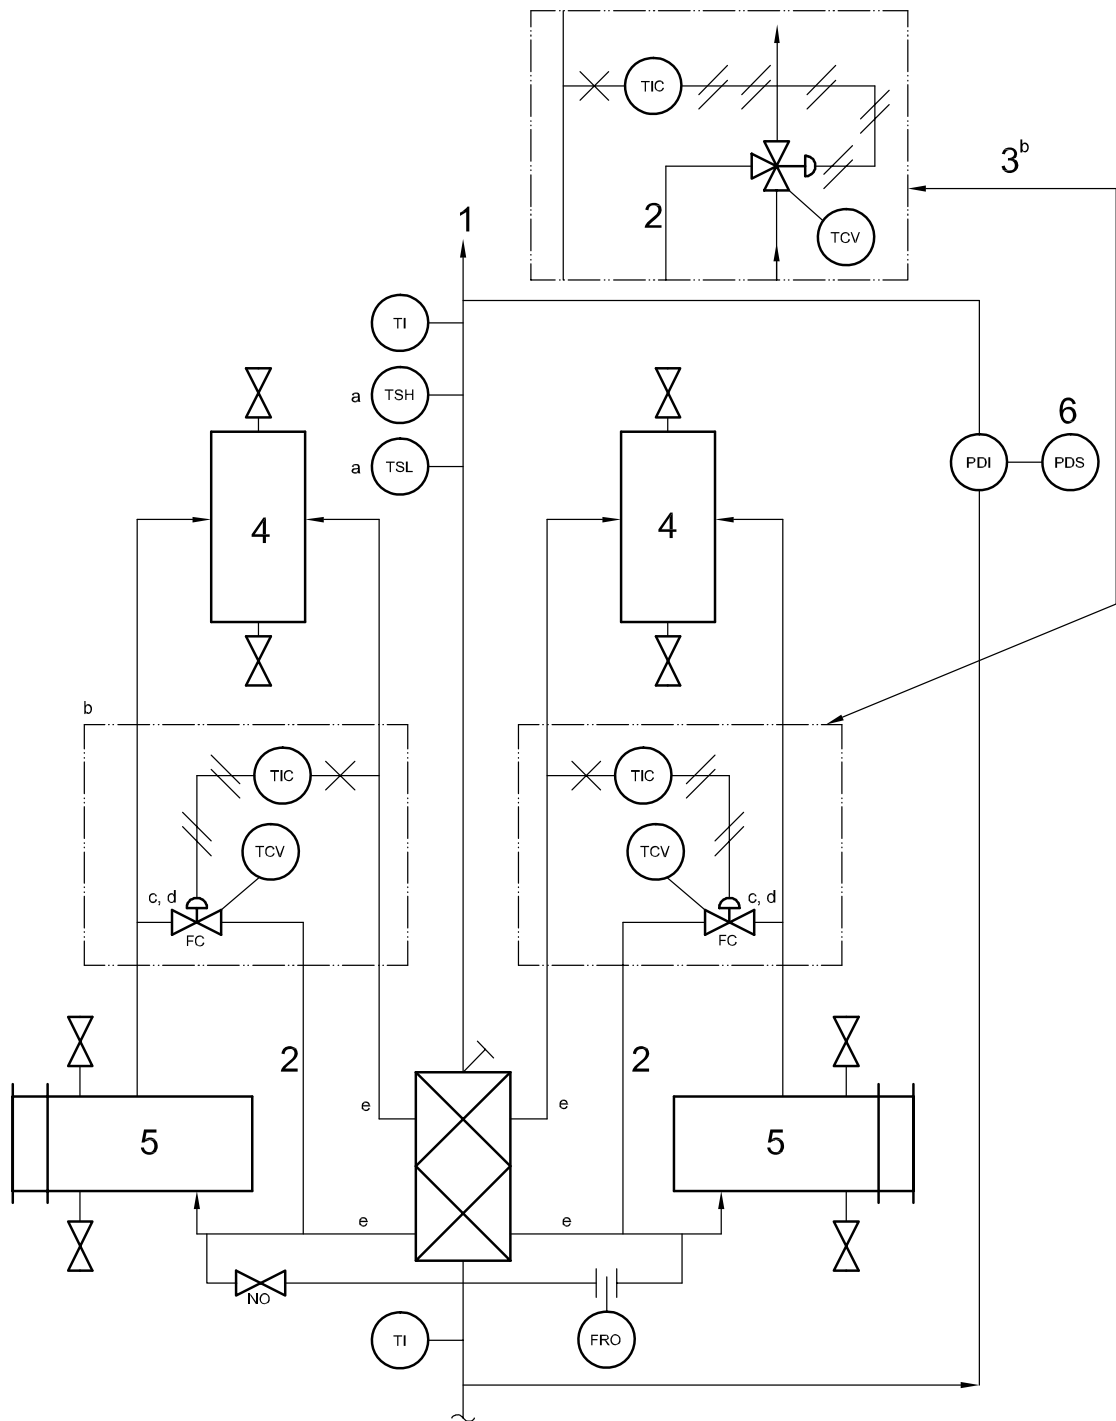 TIC
3b
2
TCV
1
TI
a TSH
a TSL
6
PDI PDS
4 4
b
TIC TIC
TCV TCV
c, d c, d
FC FC
2 2
e e
5 5
e e
NO
TI FRO